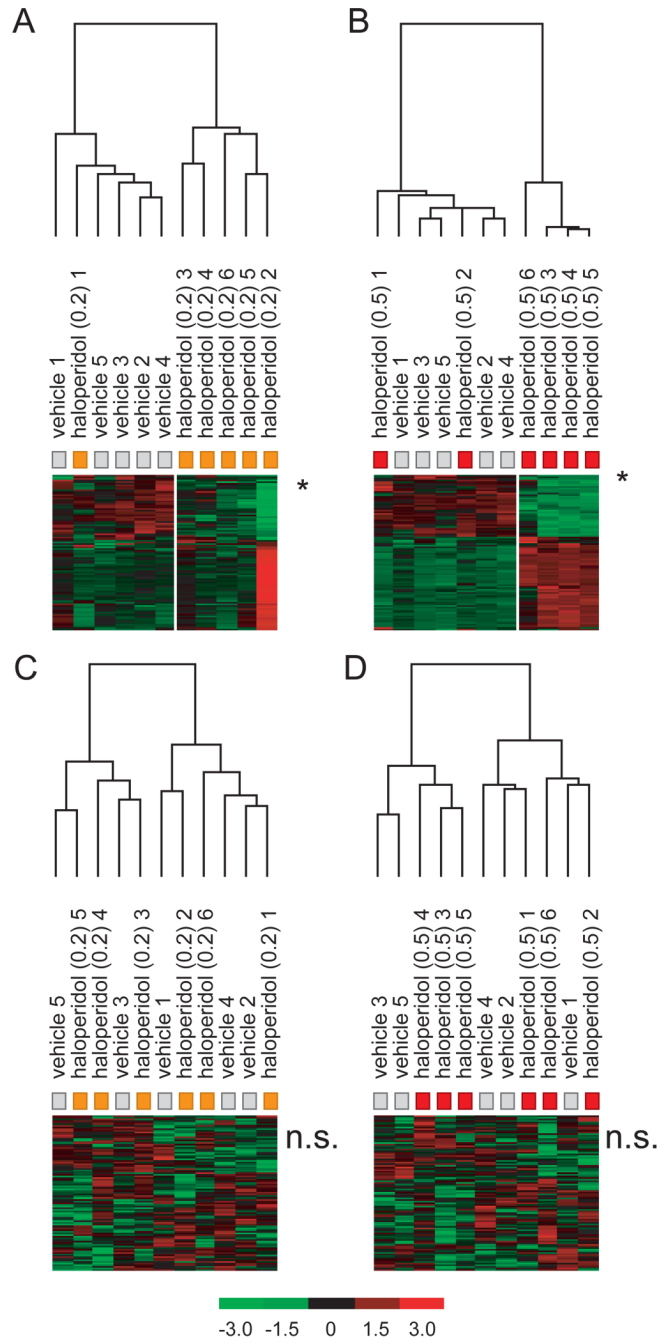 A
B
vehicle 1
haloperidol (0.2) 1
vehicle 5
vehicle 3
vehicle 2
vehicle 4
haloperidol (0.2) 3
haloperidol (0.2) 4
haloperidol (0.2) 6
haloperidol (0.2) 5
haloperidol (0.2) 2
haloperidol (0.5) 1
vehicle 1
vehicle 3
vehicle 5
haloperidol (0.5) 2
vehicle 2
vehicle 4
haloperidol (0.5) 6
haloperidol (0.5) 3
haloperidol (0.5) 4
haloperidol (0.5) 5
*
*
C
D
vehicle 5
haloperidol (0.2) 5
haloperidol (0.2) 4
vehicle 3
haloperidol (0.2) 3
vehicle 1
haloperidol (0.2) 2
haloperidol (0.2) 6
vehicle 4
vehicle 2
haloperidol (0.2) 1
vehicle 3
vehicle 5
haloperidol (0.5) 4
haloperidol (0.5) 3
haloperidol (0.5) 5
vehicle 4
vehicle 2
haloperidol (0.5) 1
haloperidol (0.5) 6
vehicle 1
haloperidol (0.5) 2
n.s.
n.s.
-3.0 -1.5 0 1.5 3.0